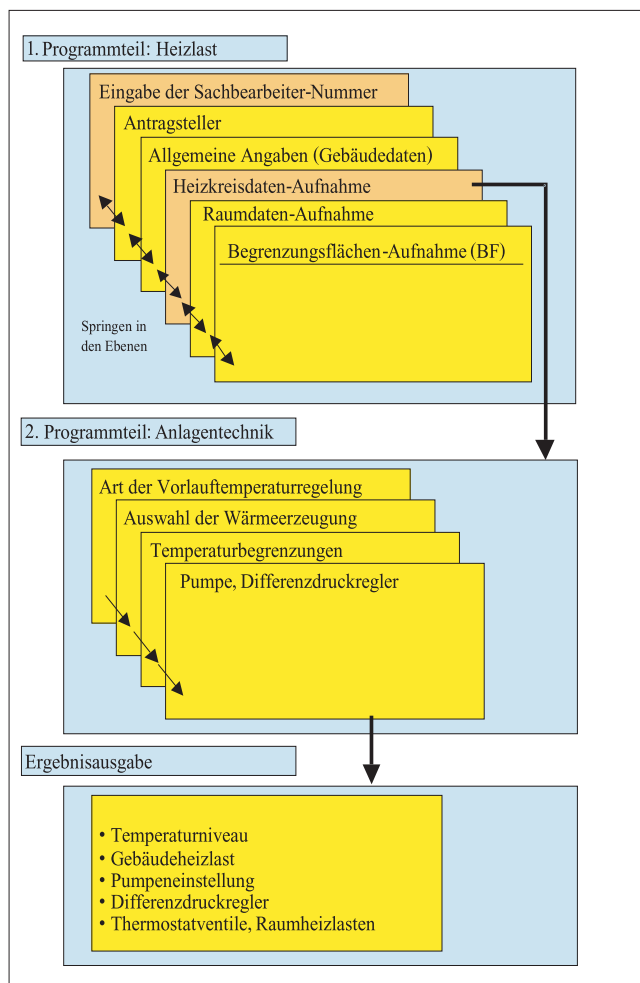 1. Programmteil: Heizlast
Eingabe der Sachbearbeiter-Nummer
Antragsteller
Allgemeine Angaben (Gebäudedaten)
Heizkreisdaten-Aufnahme
Raumdaten-Aufnahme
Begrenzungsflächen-Aufnahme (BF)
Springen in
den Ebenen
2. Programmteil: Anlagentechnik
Art der Vorlauftemperaturregelung
Auswahl der Wärmeerzeugung
Temperaturbegrenzungen
Pumpe, Differenzdruckregler
Ergebnisausgabe
• Temperaturniveau
• Gebäudeheizlast
• Pumpeneinstellung
• Differenzdruckregler
• Thermostatventile, Raumheizlasten